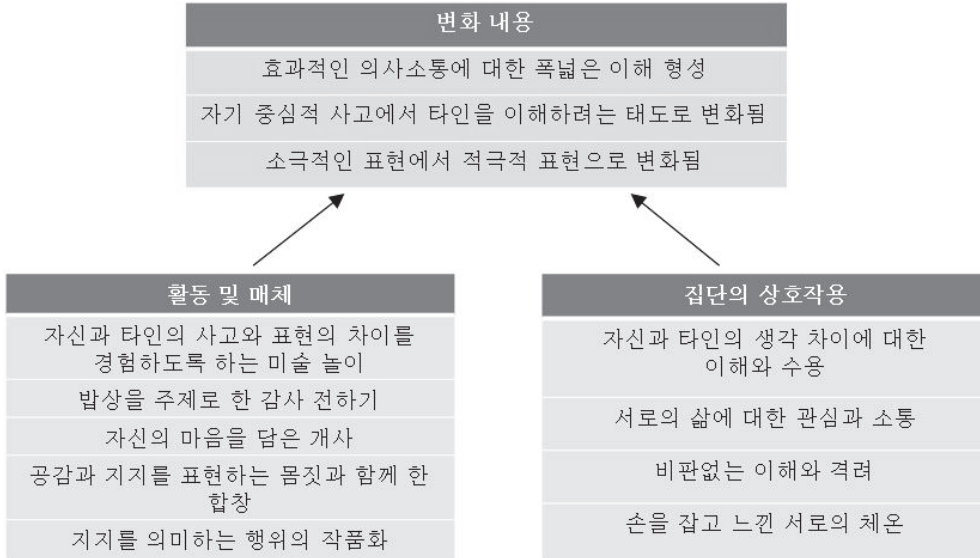 변화 내용
효과적인 의사소통에 대한 폭넓은 이해 형성
자기 중심적 사고에서 타인을 이해하려는 태도로 변화됨
소극적인 표현에서 적극적 표현으로 변화됨
활동 및 매체
자신과 타인의 사고와 표현의 차이를
경험하도록 하는 미술 놀이
밥상을 주제로 한 감사 전하기
자신의 마음을 담은 개사
공감과 지지를 표현하는 몸짓과 함께 한
합창
지지를 의미하는 행위의 작품화
집단의 상호작용
자신과 타인의 생각 차이에 대한
이해와 수용
서로의 삶에 대한 관심과 소통
비판없는 이해와 격려
손을 잡고 느낀 서로의 체온